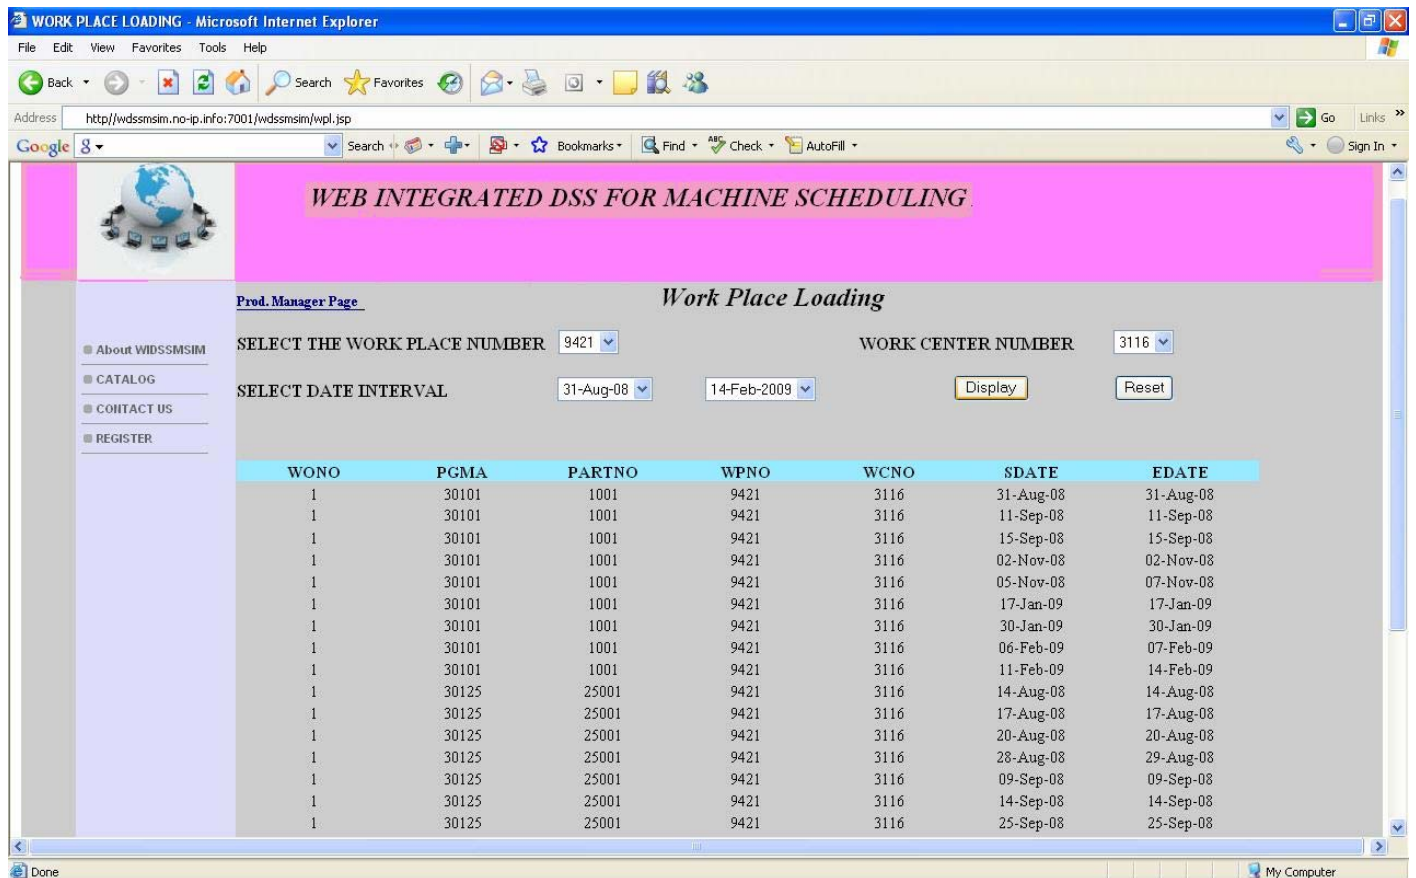 WORK PLACE LOADING - Microsoft Internet Explorer
File Edit View Favorites Tools Help
Back Search Favorites
Address http//wdssmsim.no-ip.info:7001/wdssmsim/wpl.jsp Go Links »
Google Search Bookmarks Find ABC Check AutoFill Sign In
WEB INTEGRATED DSS FOR MACHINE SCHEDULING
Prod. Manager Page Work Place Loading
SELECT THE WORK PLACE NUMBER 9421 WORK CENTER NUMBER 3116
About WIDSSMSIM
CATALOG
SELECT DATE INTERVAL 31-Aug-08 14-Feb-2009 Display Reset
CONTACT US
REGISTER
WONO PGMA PARTNO WPNO WCNO SDATE EDATE
1 30101 1001 9421 3116 31-Aug-08 31-Aug-08
1 30101 1001 9421 3116 11-Sep-08 11-Sep-08
1 30101 1001 9421 3116 15-Sep-08 15-Sep-08
1 30101 1001 9421 3116 02-Nov-08 02-Nov-08
1 30101 1001 9421 3116 05-Nov-08 07-Nov-08
1 30101 1001 9421 3116 17-Jan-09 17-Jan-09
1 30101 1001 9421 3116 30-Jan-09 30-Jan-09
1 30101 1001 9421 3116 06-Feb-09 07-Feb-09
1 30101 1001 9421 3116 11-Feb-09 14-Feb-09
1 30125 25001 9421 3116 14-Aug-08 14-Aug-08
1 30125 25001 9421 3116 17-Aug-08 17-Aug-08
1 30125 25001 9421 3116 20-Aug-08 20-Aug-08
1 30125 25001 9421 3116 28-Aug-08 29-Aug-08
1 30125 25001 9421 3116 09-Sep-08 09-Sep-08
1 30125 25001 9421 3116 14-Sep-08 14-Sep-08
1 30125 25001 9421 3116 25-Sep-08 25-Sep-08
Done My Computer